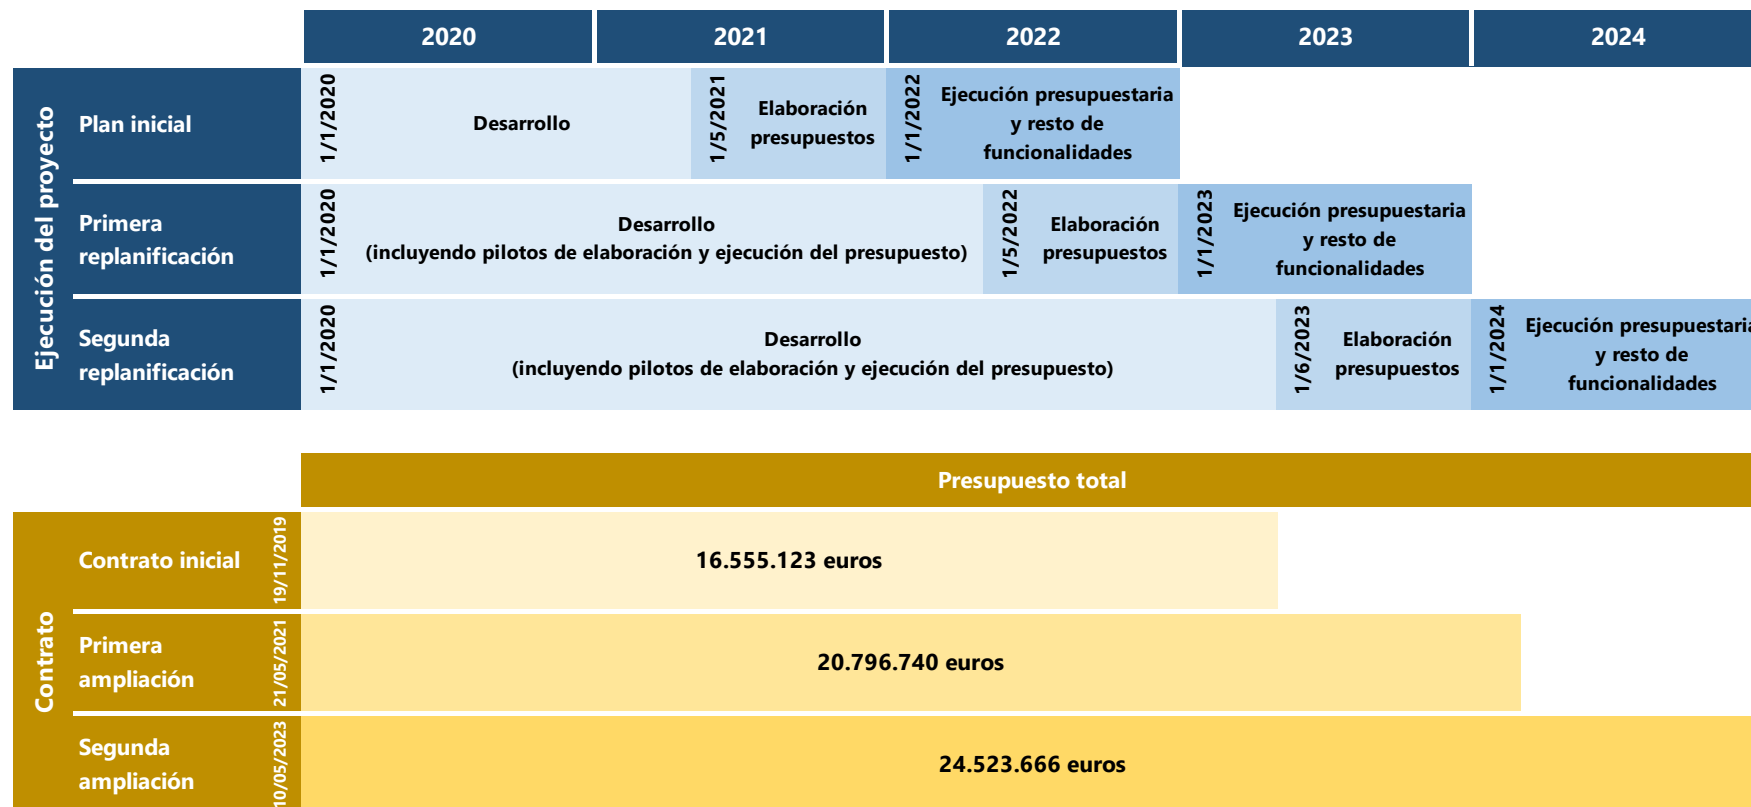 2020
2021
2022
2023
2024
Ejecución del proyecto
Plan inicial
1/1/2020
Desarrollo
1/5/2021
Elaboración
presupuestos
1/1/2022
Ejecución presupuestaria
y resto de
funcionalidades
Primera
replanificación
1/1/2020
Desarrollo
(incluyendo pilotos de elaboración y ejecución del presupuesto)
1/5/2022
Elaboración
presupuestos
1/1/2023
Ejecución presupuestaria
y resto de
funcionalidades
Segunda
replanificación
1/1/2020
Desarrollo
(incluyendo pilotos de elaboración y ejecución del presupuesto)
1/6/2023
Elaboración
presupuestos
1/1/2024
Ejecución presupuestaria
y resto de
funcionalidades
Presupuesto total
Contrato
Contrato inicial
19/11/2019
16.555.123 euros
Primera
ampliación
21/05/2021
20.796.740 euros
Segunda
ampliación
10/05/2023
24.523.666 euros